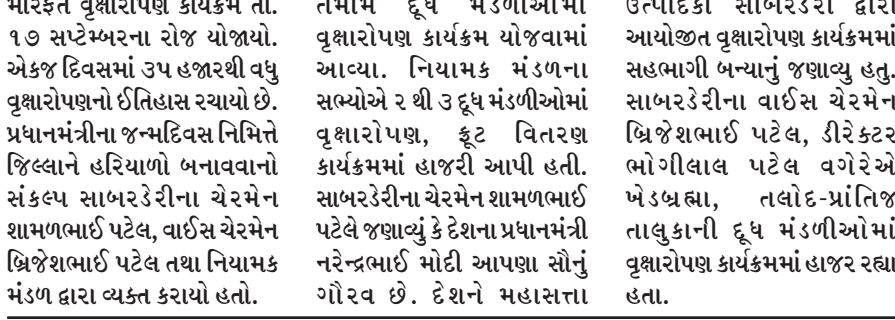 મારફત વૃક્ષારોપણ કાર્યક્રમ તા.
૧૭ સપ્ટેમ્બરના રોજ યોજાયો.
એકજ દિવસમાં ૩૫ હજારથી વધુ
વૃક્ષારોપણનો ઈતિહાસ રચાયો છે.
પ્રધાનમંત્રીના જન્મદિવસ નિમિત્તે
જિલ્લાને હરિયાળો બનાવવાનો
સંકલ્પ સાબરડેરીના ચેરમેન
શામળભાઈ પટેલ, વાઈસ ચેરમેન
બ્રિજેશભાઈ પટેલ તથા નિયામક
મંડળ દ્વારા વ્યક્ત કરાયો હતો.
તમામ દૂધ મંડળીઓમાં
વૃક્ષારોપણ કાર્યક્રમ યોજવામાં
આવ્યા. નિયામક મંડળના
સભ્યોએ ૨ થી ૩ દૂધ મંડળીઓમાં
વૃક્ષારોપણ, ફ્રૂટ વિતરણ
કાર્યક્રમમાં હાજરી આપી હતી.
સાબરડેરીના ચેરમેન શામળભાઈ
પટેલે જણાવ્યું કે દેશના પ્રધાનમંત્રી
નરેન્દ્રભાઈ મોદી આપણા સૌનું
ગૌરવ છે. દેશને મહાસત્તા
ઉત્પાદકો સાબરડેરી દ્વારા
આયોજીત વૃક્ષારોપણ કાર્યક્રમમાં
સહભાગી બન્યાનું જણાવ્યુ હતુ.
સાબરડેરીના વાઈસ ચેરમેન
બ્રિજેશભાઈ પટેલ, ડીરેક્ટર
ભોગીલાલ પટેલ વગેરેએ
ખેડબ્રહ્મા, તલોદ-પ્રાંતિજ
તાલુકાની દૂધ મંડળીઓમાં
વૃક્ષારોપણ કાર્યક્રમમાં હાજર રહ્યા
હતા.